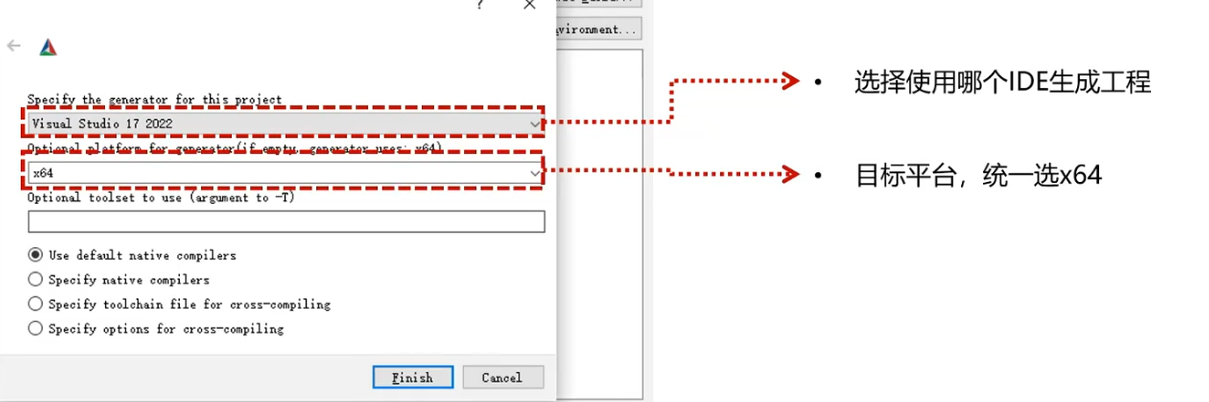 ?
vironment...
Specify the generator for this project
Visual Studio 17 2022
Optional platform for generator(if empty, generator uses: x64)
x64
Optional toolset to use (argument to -T)
Use default native compilers
Specify native compilers
Specify toolchain file for cross-compiling
Specify options for cross-compiling
Finish
Cancel
• 选择使用哪个IDE生成工程
• 目标平台，统一选x64